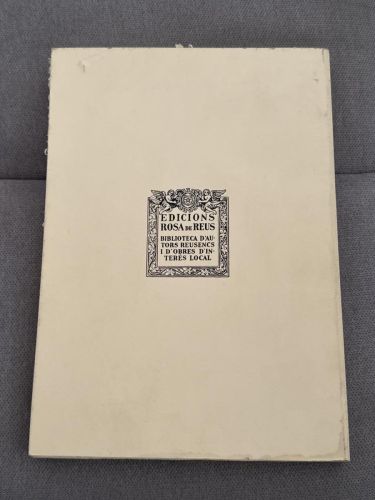 EDICIONS
ROSA DE REUS
BIBLIOTECA D'AU-
TORS REUSENCS
I D'OBRES D'IN-
TERÈS LOCAL